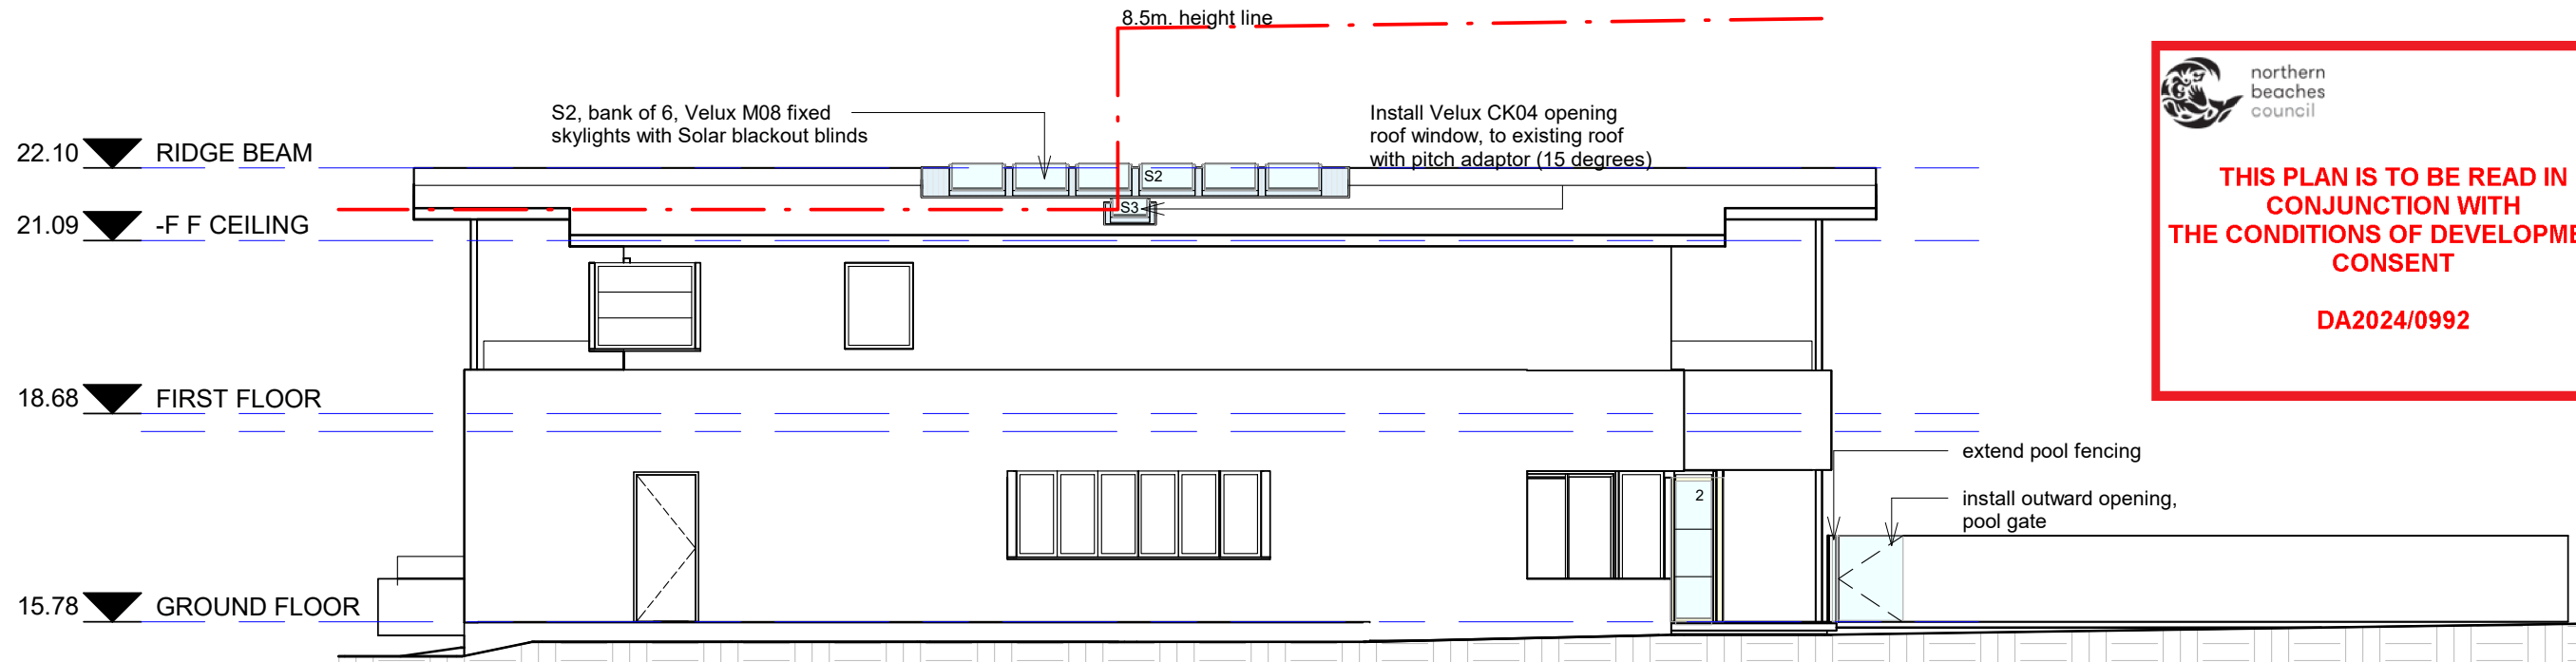 8.5m. height line
S2, bank of 6, Velux M08 fixed
skylights with Solar blackout blinds
Install Velux CK04 opening
roof window, to existing roof
with pitch adaptor (15 degrees)
northern
beaches
council
THIS PLAN IS TO BE READ IN
CONJUNCTION WITH
THE CONDITIONS OF
CONSENT
DA2024/0992
22.10 RIDGE BEAM
S2
S3
21.09 -F F CEILING
18.68 FIRST FLOOR
extend pool fencing
2
install outward opening,
pool gate
15.78 GROUND FLOOR